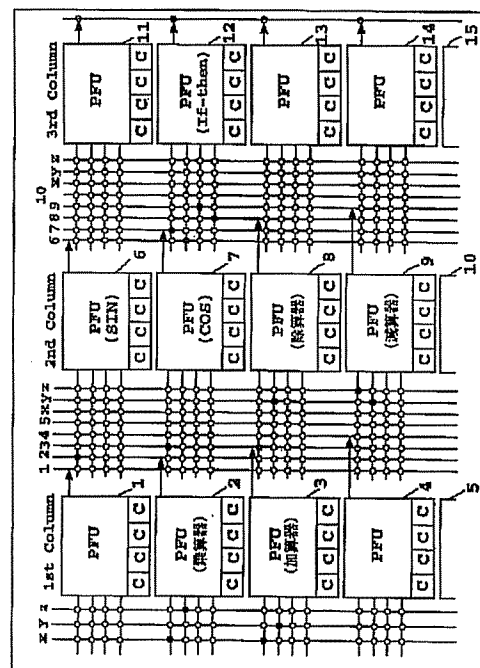 1st Column 2nd Column 3rd Column
10
x y z 1 2 3 4 5 x y z 6 7 8 9 x y z
PFU PFU PFU
(SIN)
C C C C 1 C C C C 6 C C C C 11
PFU PFU PFU
(乗算器) (COS) (If-then)
C C C C 2 C C C C 7 C C C C 12
PFU PFU PFU
(加算器) (除算器)
C C C C 3 C C C C 8 C C C C 13
PFU PFU PFU
(減算器)
C C C C 4 C C C C 9 C C C C 14
5 10 15